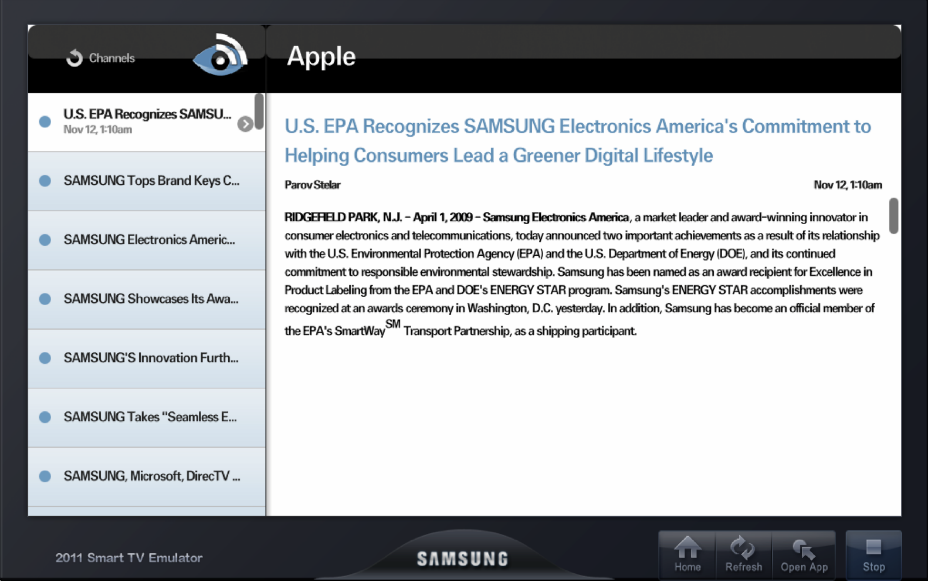 Channels
Apple
U.S. EPA Recognizes SAMSU...
Nov 12, 1:10am
SAMSUNG Tops Brand Keys C...
SAMSUNG Electronics Americ...
SAMSUNG Showcases Its Awa...
SAMSUNG'S Innovation Furth...
SAMSUNG Takes "Seamless E...
SAMSUNG, Microsoft, DirecTV ...
U.S. EPA Recognizes SAMSUNG Electronics America's Commitment to
Helping Consumers Lead a Greener Digital Lifestyle
Parov Stelar Nov 12, 1:10am
RIDGEFIELD PARK, N.J. – April 1, 2009 – Samsung Electronics America, a market leader and award-winning innovator in
consumer electronics and telecommunications, today announced two important achievements as a result of its relationship
with the U.S. Environmental Protection Agency (EPA) and the U.S. Department of Energy (DOE), and its continued
commitment to responsible environmental stewardship. Samsung has been named as an award recipient for Excellence in
Product Labeling from the EPA and DOE's ENERGY STAR program. Samsung's ENERGY STAR accomplishments were
recognized at an awards ceremony in Washington, D.C. yesterday. In addition, Samsung has become an official member of
the EPA's SmartWay SM Transport Partnership, as a shipping participant.
2011 Smart TV Emulator
SAMSUNG
Home Refresh Open App Stop